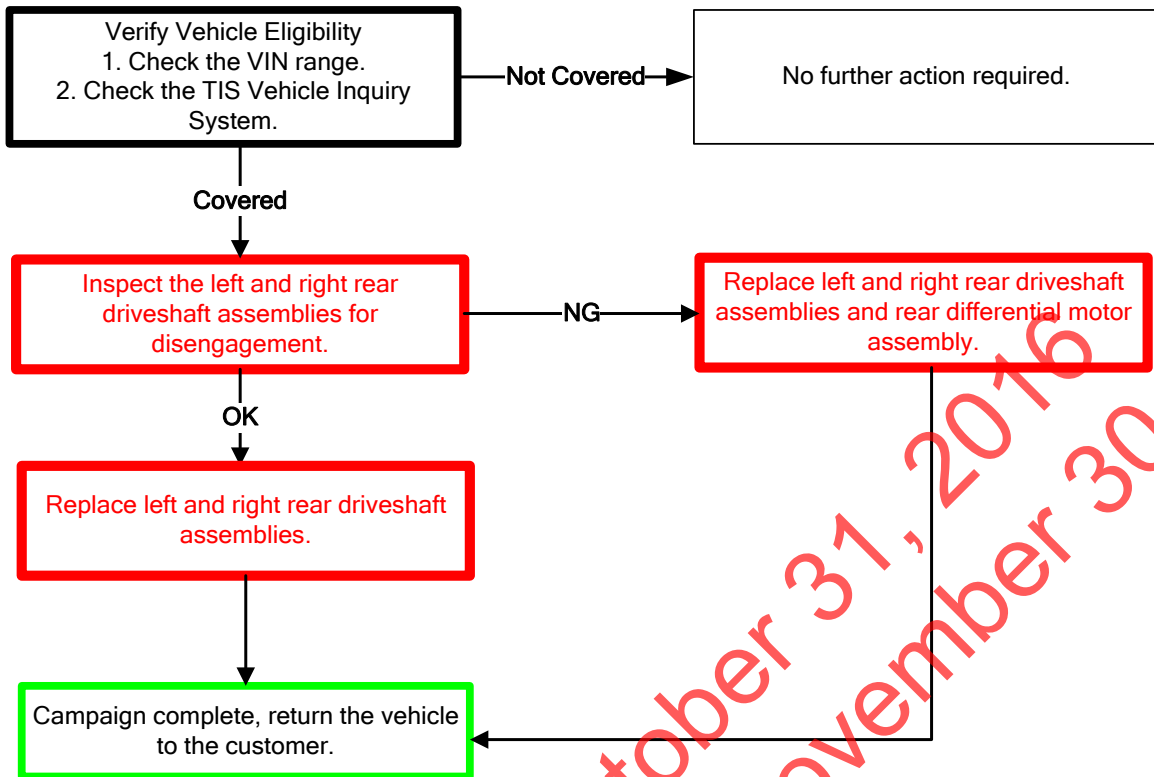 Verify Vehicle Eligibility
1. Check the VIN range.
2. Check the TIS Vehicle Inquiry
System.
Not Covered
No further action required.
Covered
Inspect the left and right rear
driveshaft assemblies for
disengagement.
NG
Replace left and right rear driveshaft
assemblies and rear differential motor
assembly.
OK
Replace left and right rear driveshaft
assemblies.
Campaign complete, return the vehicle
to the customer.
tober 31, 2016
ovember 30